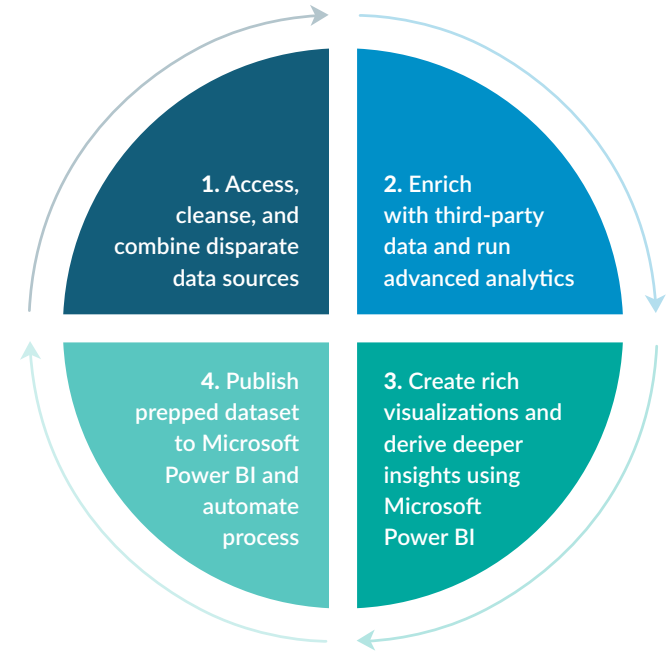 1. Access,
cleanse, and
combine disparate
data sources
2. Enrich
with third-party
data and run
advanced analytics
3. Create rich
visualizations and
derive deeper
insights using
Microsoft
Power BI
4. Publish
prepped dataset
to Microsoft
Power BI and
automate
process